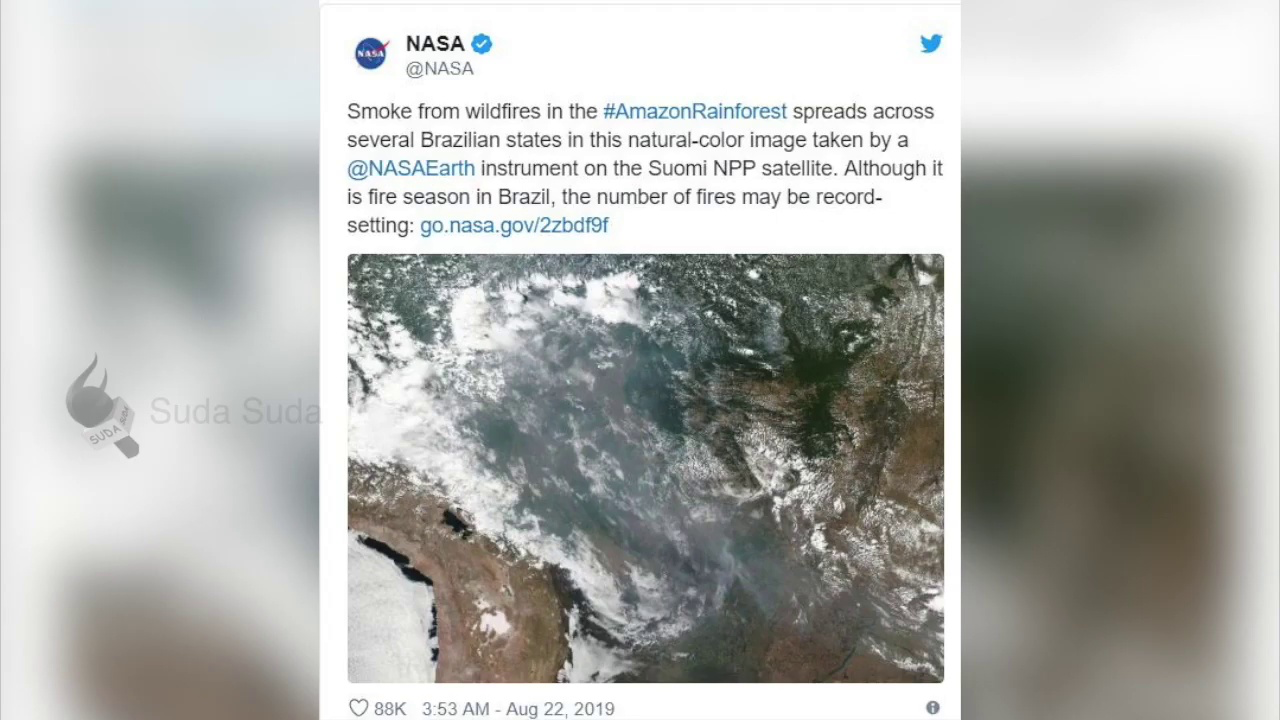 NASA
NASA
@NASA
Smoke from wildfires in the #AmazonRainforest spreads across
several Brazilian states in this natural-color image taken by a
@NASAEarth instrument on the Suomi NPP satellite. Although it
is fire season in Brazil, the number of fires may be record-
setting: go.nasa.gov/2zbdf9f
SUDA
SUDA
Suda Suda
88K 3:53 AM - Aug 22, 2019